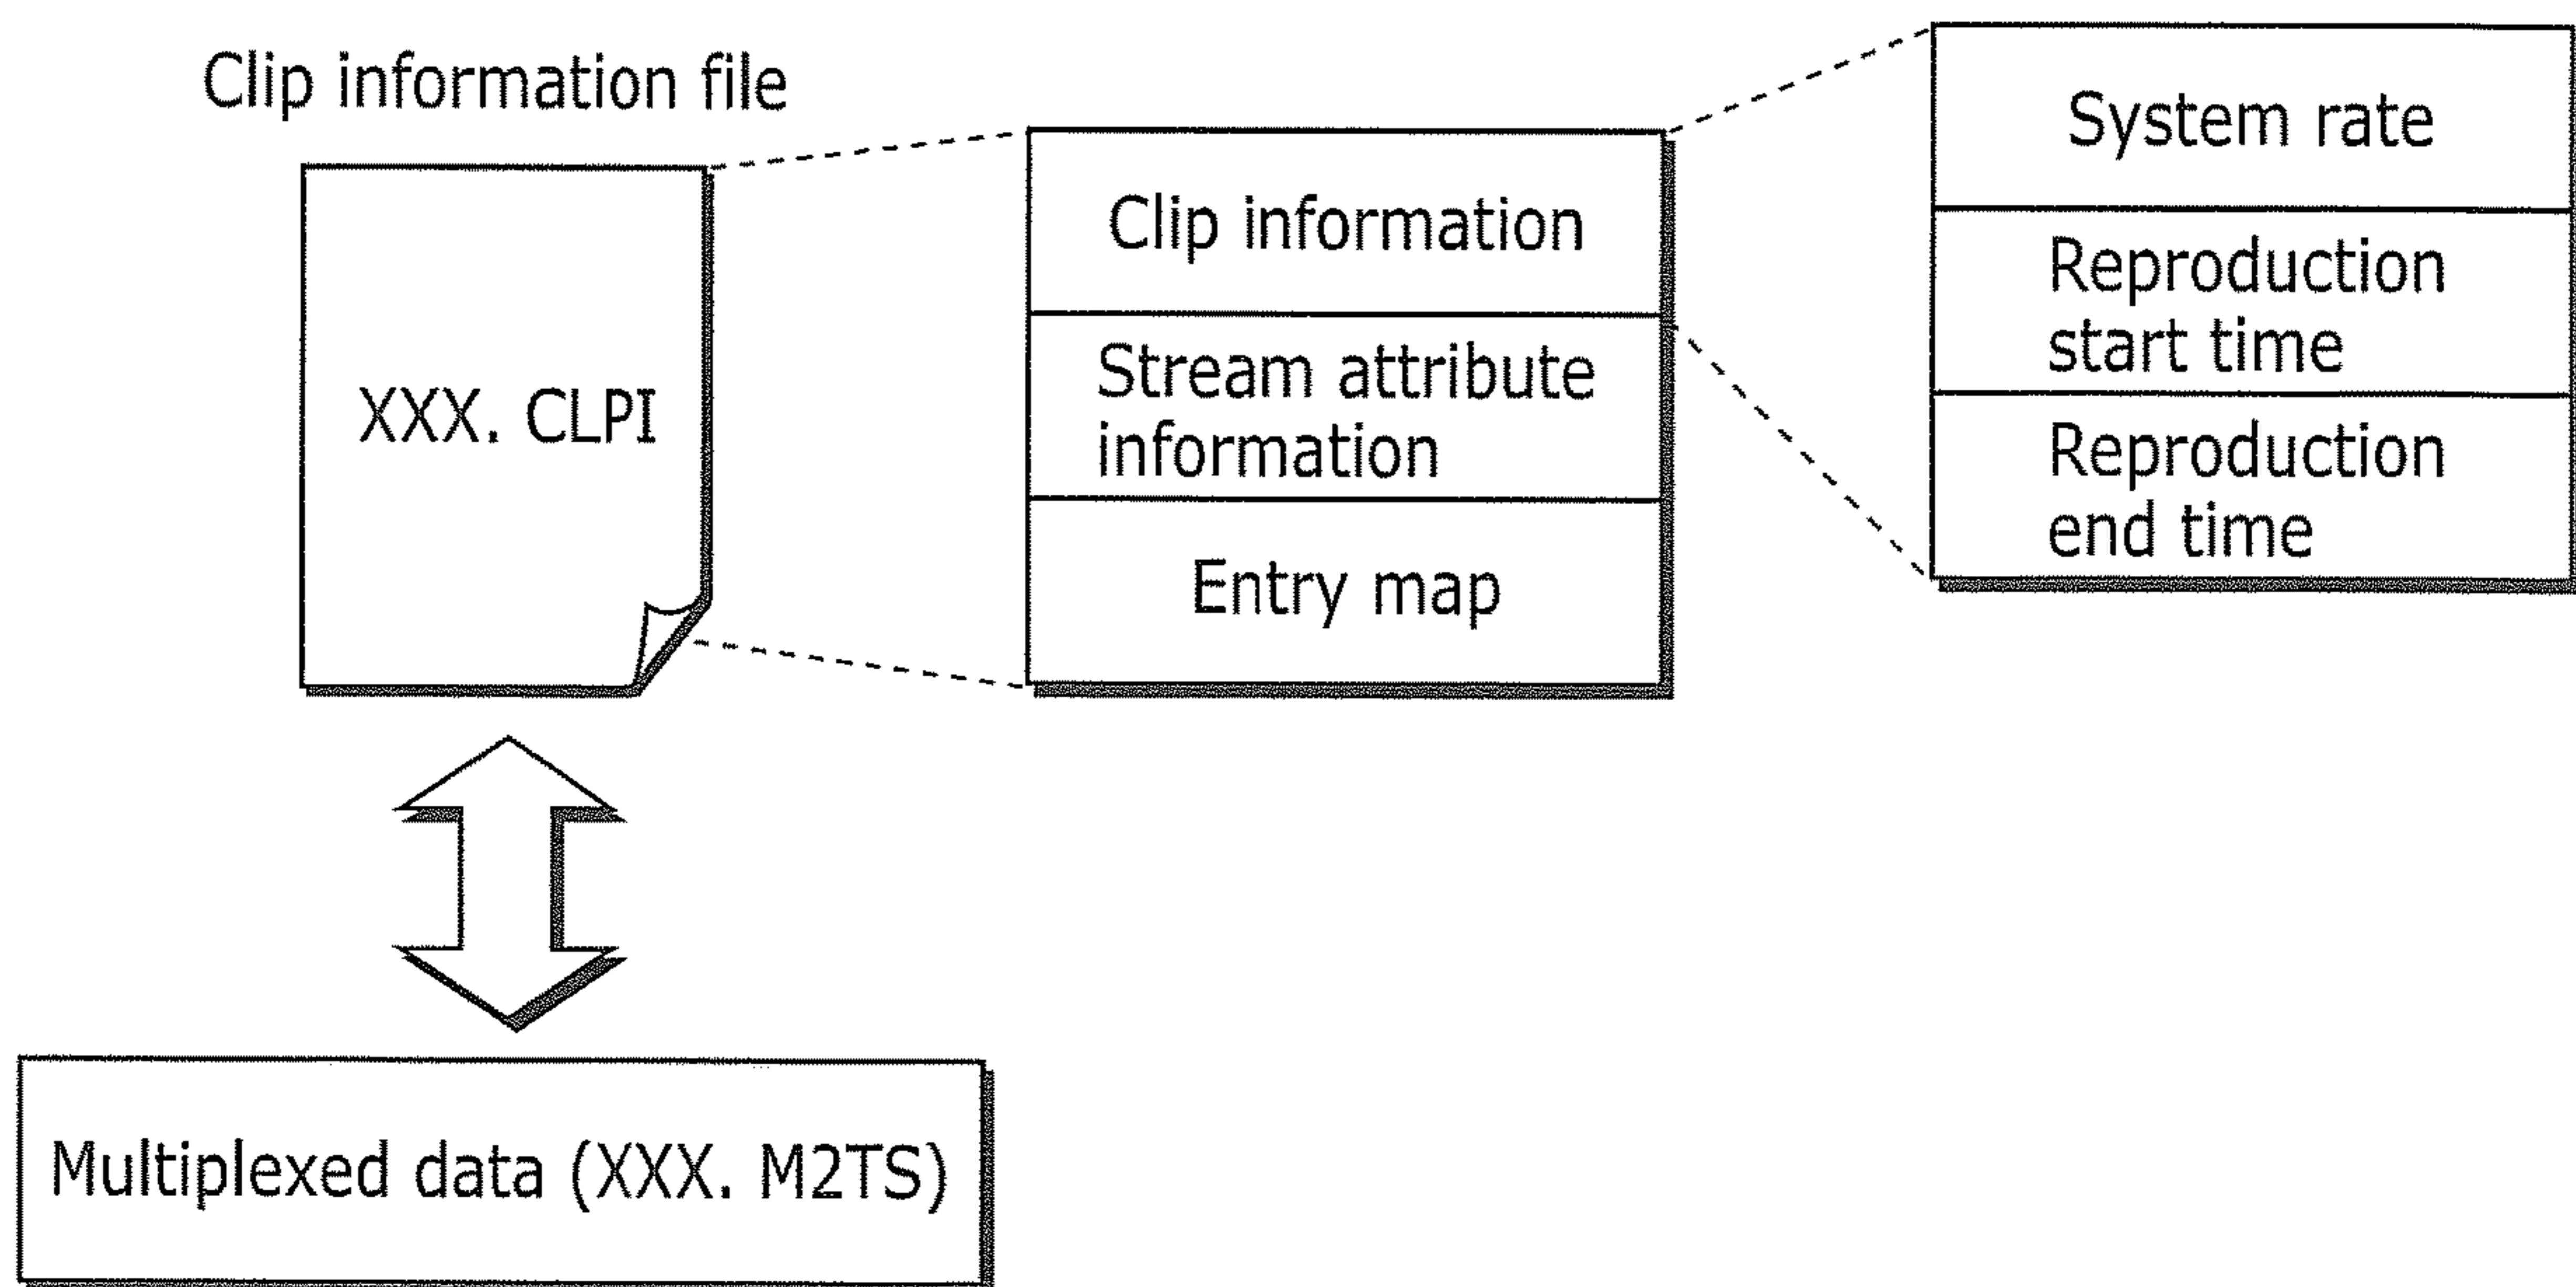 Clip information file
XXX. CLPI
Clip information
Stream attribute
information
Entry map
System rate
Reproduction
start time
Reproduction
end time
Multiplexed data (XXX. M2TS)